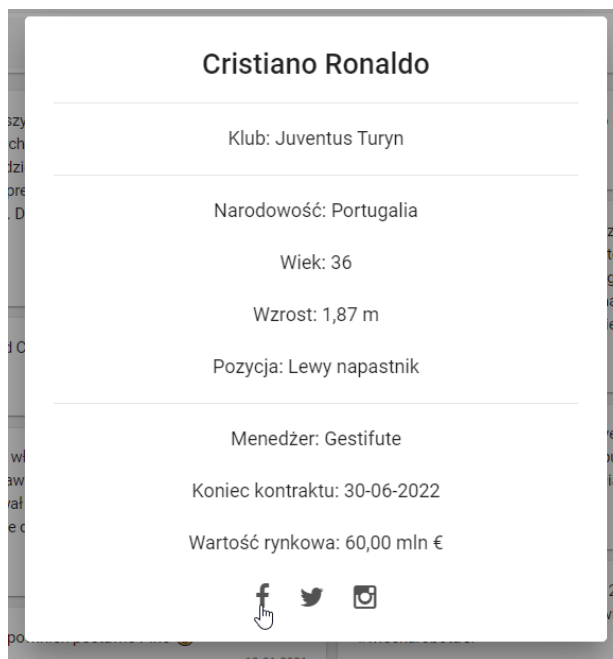 Cristiano Ronaldo
Klub: Juventus Turyn
Narodowość: Portugalia
Wiek: 36
Wzrost: 1,87 m
Pozycja: Lewy napastnik
Menedżer: Gestifute
Koniec kontraktu: 30-06-2022
Wartość rynkowa: 60,00 mln €